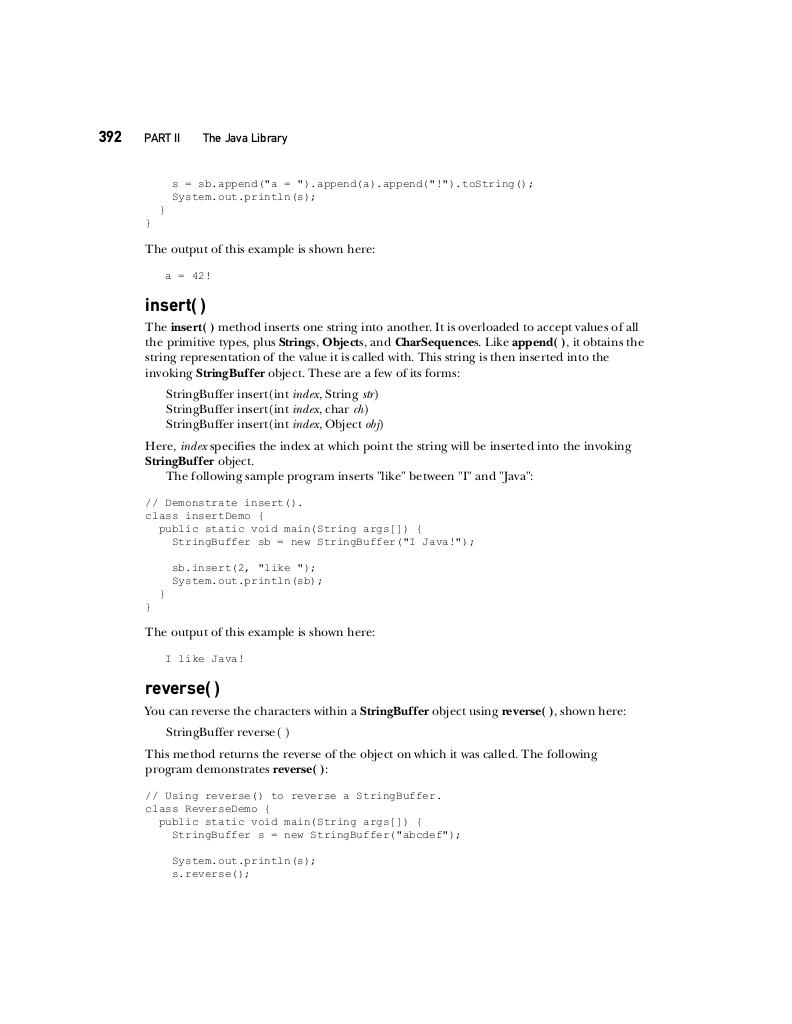 392 PART II The Java Library
s = sb.append("a = ").append(a).append("!").toString();
System.out.println(s);
}
}
The output of this example is shown here:
a = 42!
insert( )
The insert( ) method inserts one string into another. It is overloaded to accept values of all
the primitive types, plus Strings, Objects, and CharSequences. Like append( ), it obtains the
string representation of the value it is called with. This string is then inserted into the
invoking StringBuffer object. These are a few of its forms:
StringBuffer insert(int index, String str)
StringBuffer insert(int index, char ch)
StringBuffer insert(int index, Object obj)
Here, index specifies the index at which point the string will be inserted into the invoking
StringBuffer object.
The following sample program inserts "like" between "I" and "Java":
// Demonstrate insert().
class insertDemo {
public static void main(String args[]) {
StringBuffer sb = new StringBuffer("I Java!");
sb.insert(2, "like ");
System.out.println(sb);
}
}
The output of this example is shown here:
I like Java!
reverse( )
You can reverse the characters within a StringBuffer object using reverse( ), shown here:
StringBuffer reverse( )
This method returns the reverse of the object on which it was called. The following
program demonstrates reverse( ):
// Using reverse() to reverse a StringBuffer.
class ReverseDemo {
public static void main(String args[]) {
StringBuffer s = new StringBuffer("abcdef");
System.out.println(s);
s.reverse();